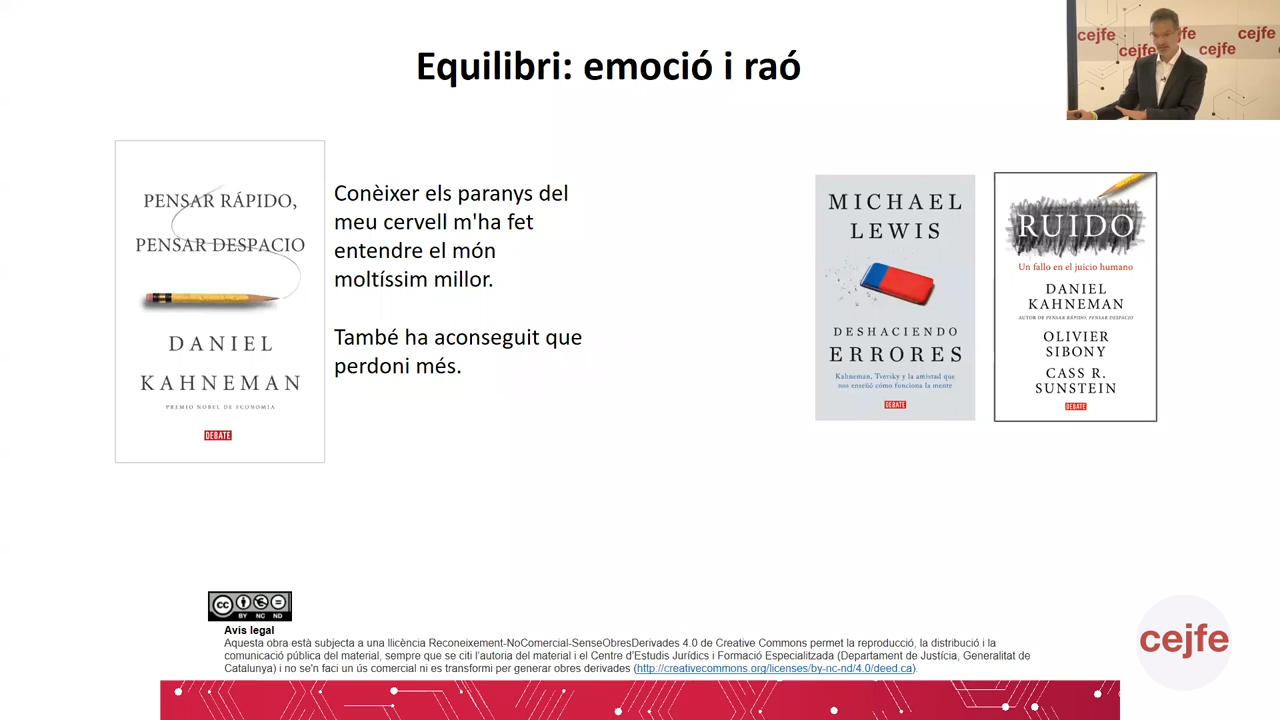 Equilibri: emoció i raó
cejfe
cejfe
cejfe
cejfe
PENSAR RÁPIDO,
PENSAR DESPACIO
DANIEL
KAHNEMAN
PREMIO NOBEL DE ECONOMÍA
DEBATE
Conèixer els paranys del
meu cervell m'ha fet
entendre el món
moltíssim millor.
També ha aconseguit que
perdoni més.
MICHAEL
LEWIS
DESHACIENDO
ERRORES
Kahneman, Tversky y la amistad que
nos enseñó cómo funciona la mente
DEBATE
RUIDO
Un fallo en el juicio humano
DANIEL
KAHNEMAN
AUTOR DE PENSAR RÁPIDO, PENSAR DESPACIO
OLIVIER
SIBONY
CASS R.
SUNSTEIN
DEBATE
cc
BY NC ND
Avis legal
Aquesta obra està subjecta a una llicència Reconeixement-NoComercial-SenseObresDerivades 4.0 de Creative Commons permet la reproducció, la distribució i la
comunicació pública del material, sempre que se citi l'autoria del material i el Centre d'Estudis Jurídics i Formació Especialitzada (Departament de Justícia, Generalitat de
Catalunya) i no se'n faci un ús comercial ni es transformi per generar obres derivades (http://creativecommons.org/licenses/by-nc-nd/4.0/deed.ca).
cejfe